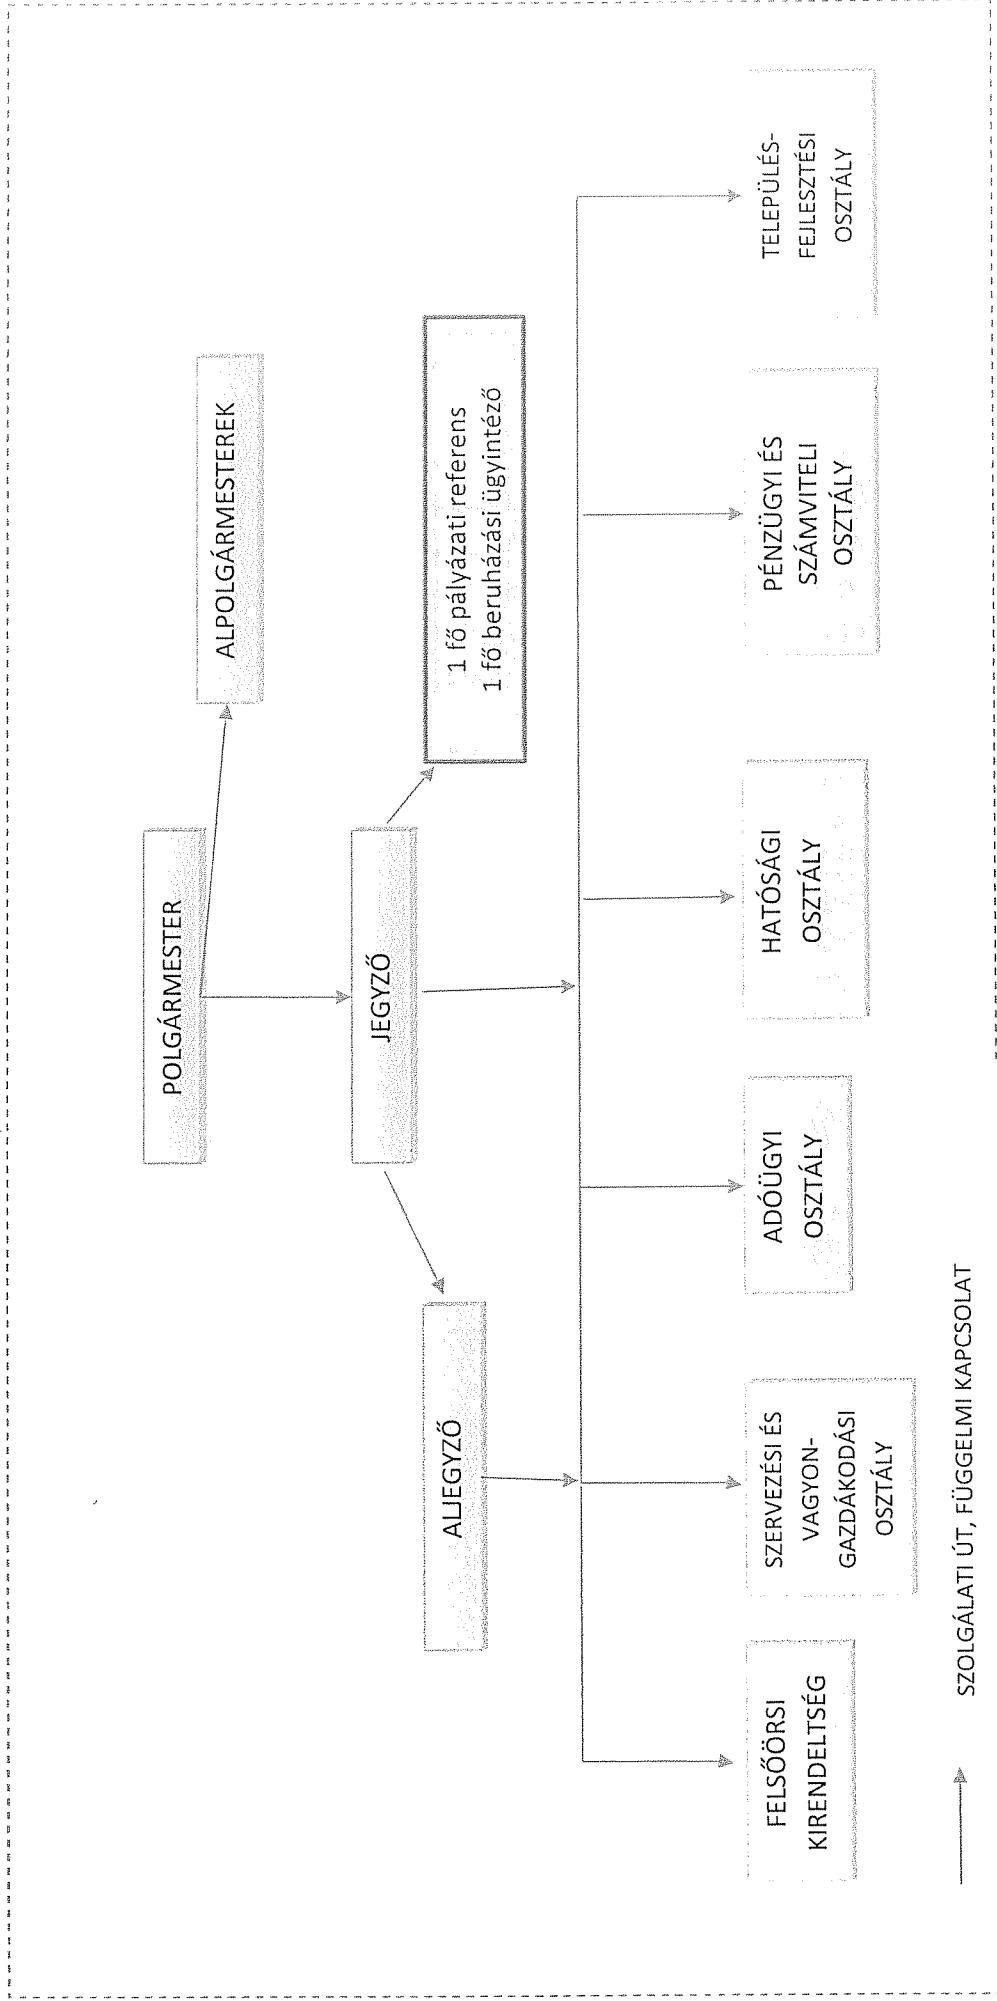 POLGÁRMESTER
ALPOLGÁRMESTEREK
JEGYZŐ
ALJEGYZŐ
1 fő pályázati referens
1 fő beruházási ügyintéző
FELSŐÖRSI
KIRENDELTSÉG
SZERVEZÉSI ÉS
VAGYON-
GAZDÁKODÁSI
OSZTÁLY
ADÓÜGYI
OSZTÁLY
HATÓSÁGI
OSZTÁLY
PÉNZÜGYI ÉS
SZÁMVITELI
OSZTÁLY
TELEPÜLÉS-
FEJLESZTÉSI
OSZTÁLY
SZOLGÁLATI ÚT, FÜGGELMI KAPCSOLAT